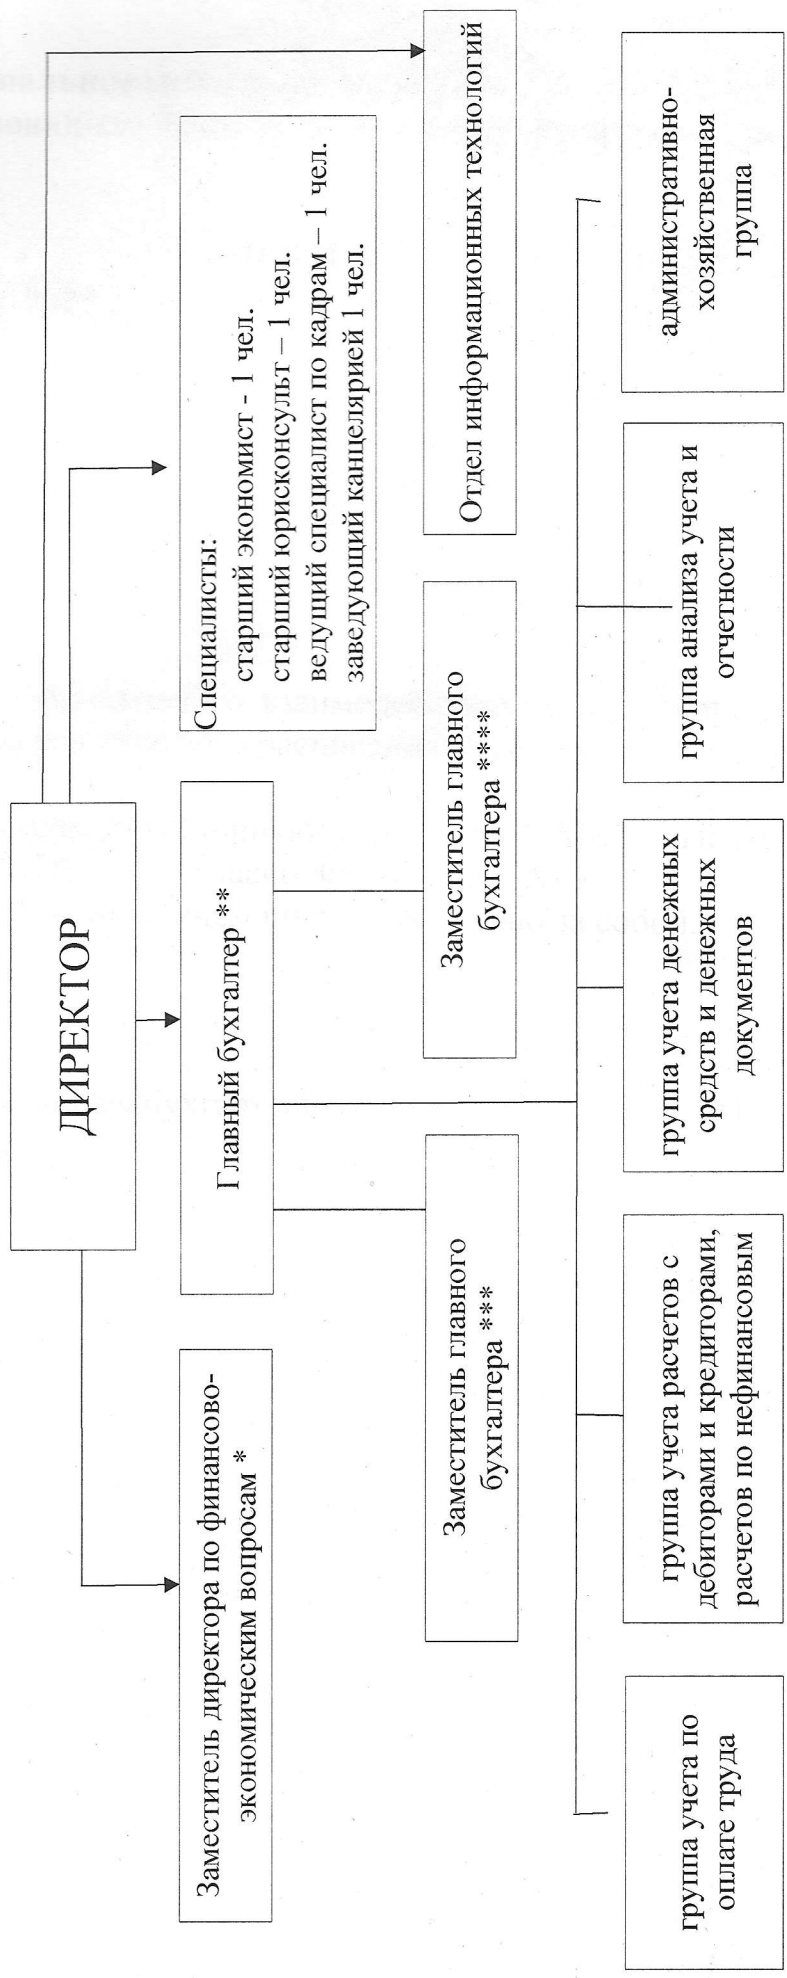 ДИРЕКТОР
Заместитель директора по финансово-
экономическим вопросам *
Главный бухгалтер **
Специалисты:
старший экономист - 1 чел.
старший юрисконсульт – 1 чел.
ведущий специалист по кадрам – 1 чел.
заведующий канцелярией 1 чел.
Заместитель главного
бухгалтера ***
Заместитель главного
бухгалтера ****
Отдел информационных технологий
группа учета по
оплате труда
группа учета расчетов с
дебиторами и кредиторами,
расчетов по нефинансовым
группа учета денежных
средств и денежных
документов
группа анализа учета и
отчетности
административно-
хозяйственная
группа